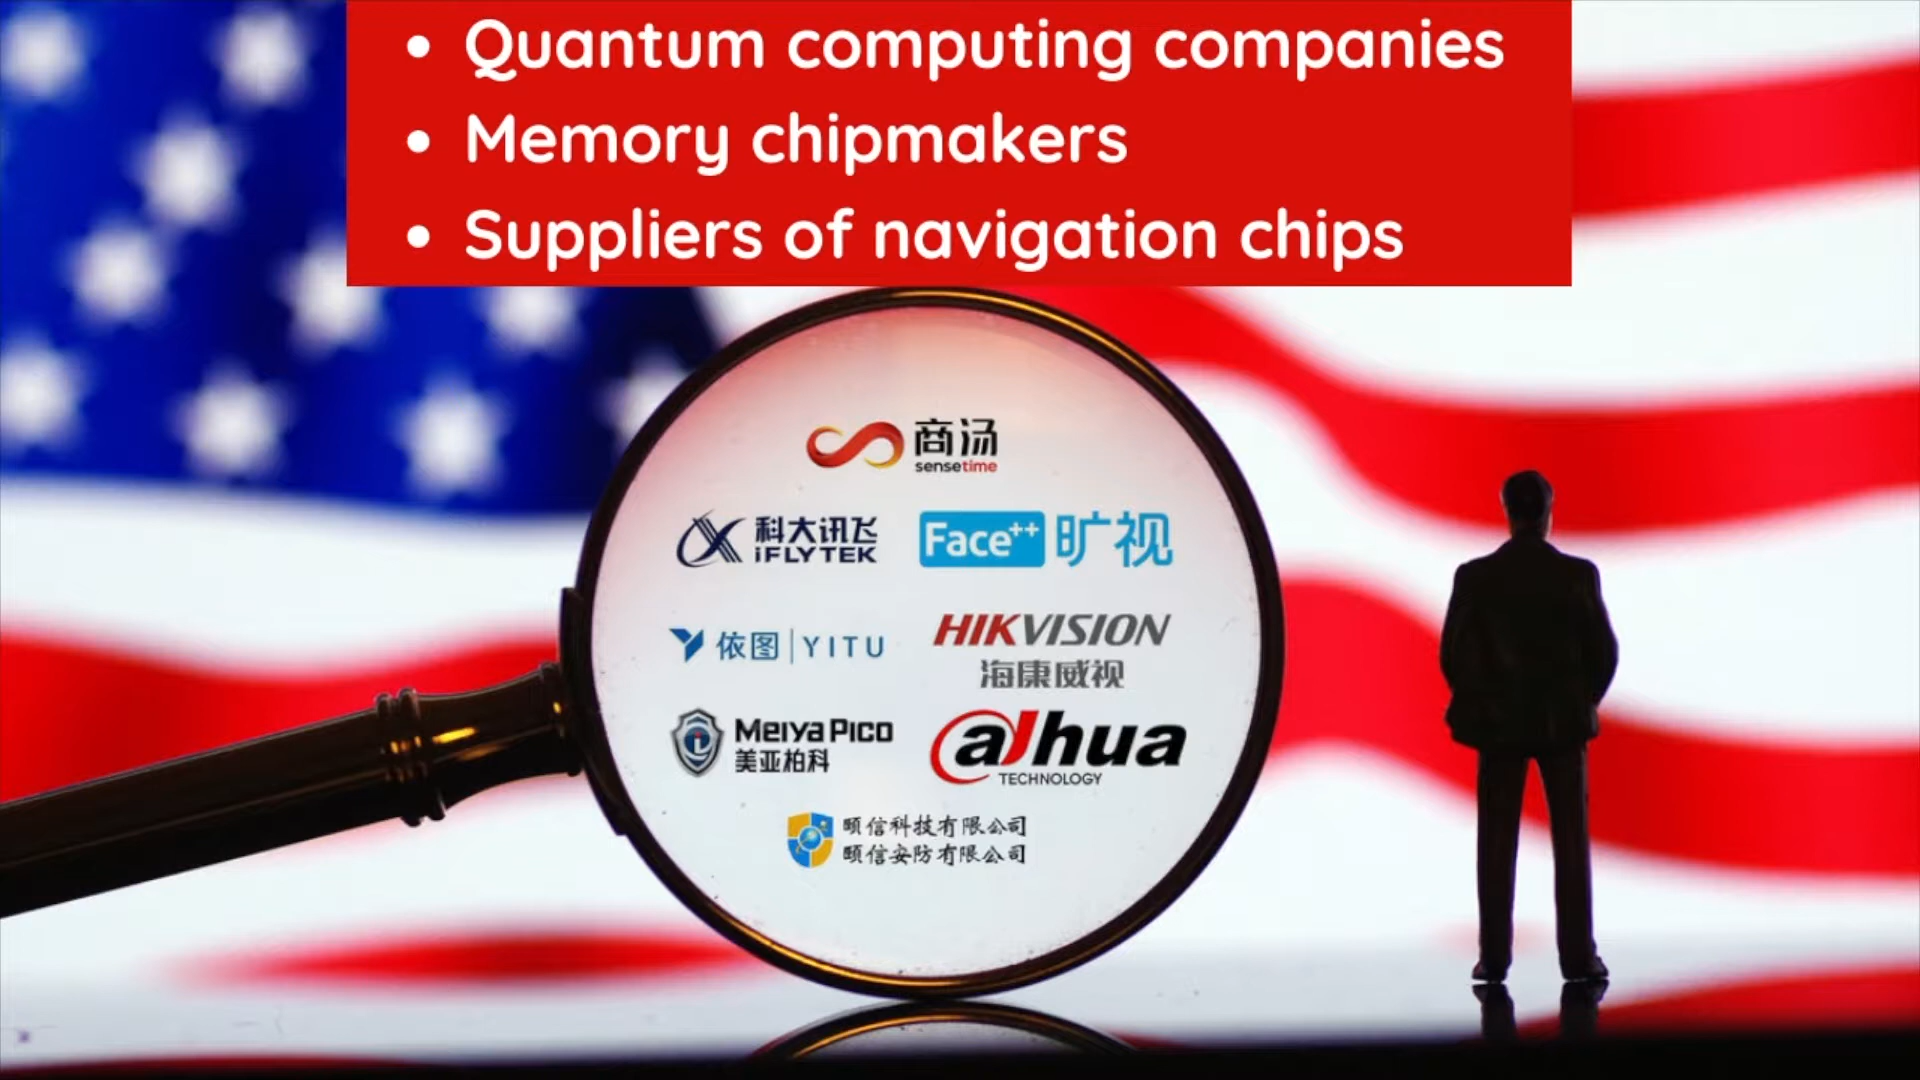 • Quantum computing companies
• Memory chipmakers
• Suppliers of navigation chips
商汤
sensetime
科大讯飞
iFLYTEK
Face++ 旷视
依图 | YITU
HIKVISION
海康威视
MeiyaPico
美亚柏科
alhua
TECHNOLOGY
颐信科技有限公司
颐信安防有限公司